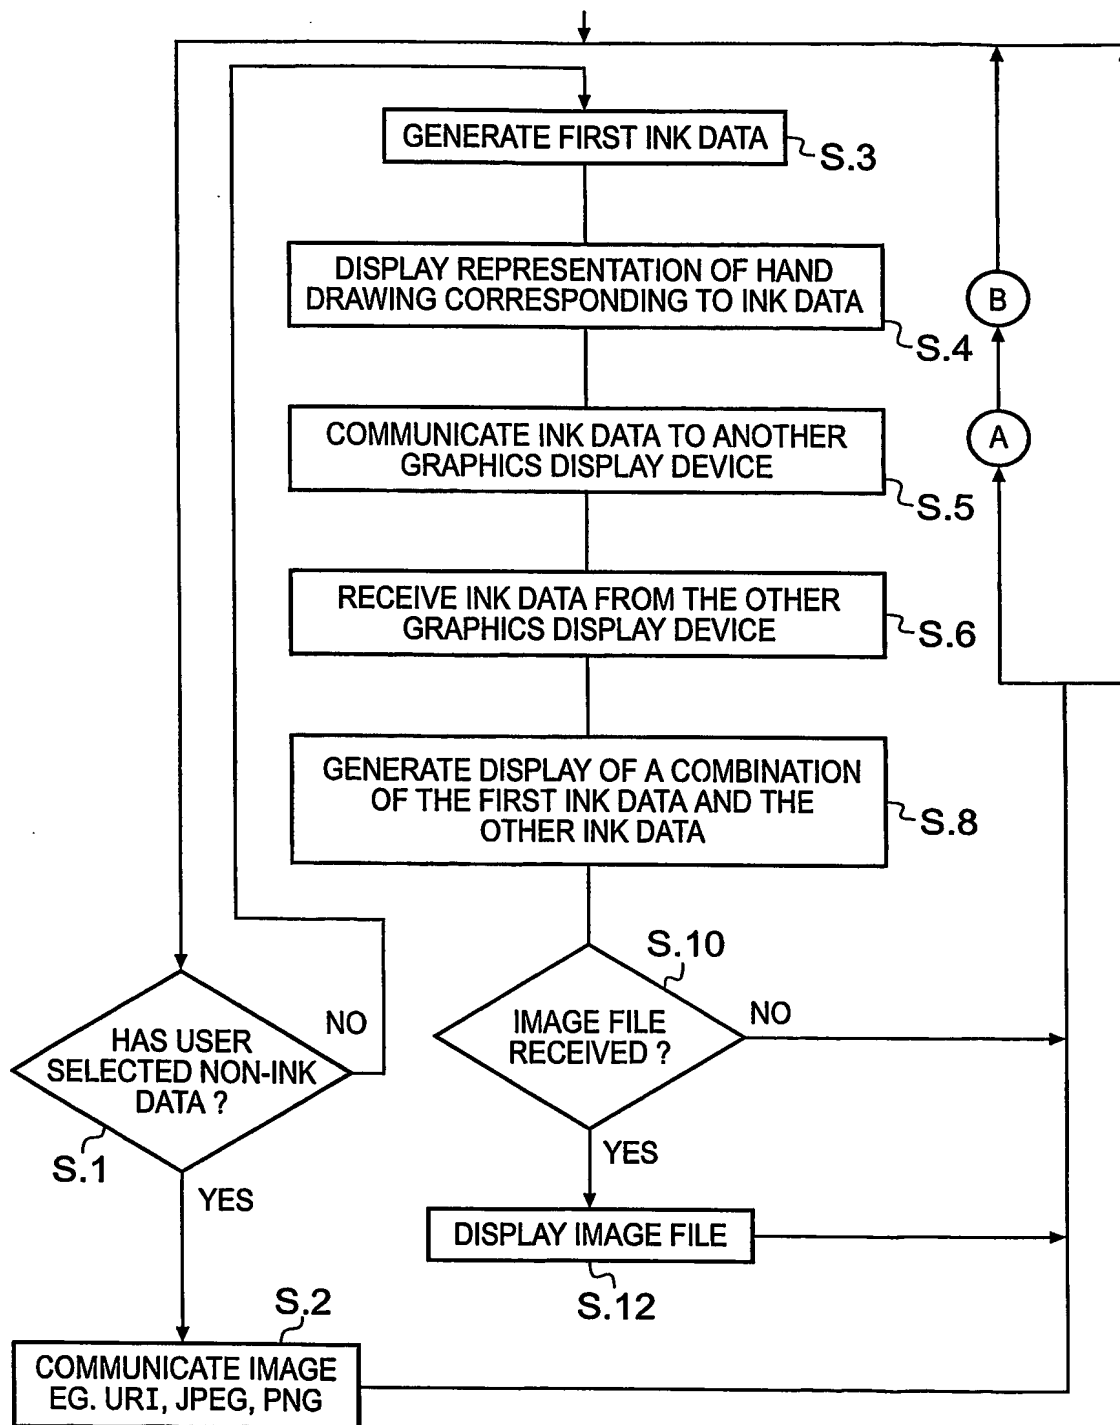 GENERATE FIRST INK DATA
S.3
DISPLAY REPRESENTATION OF HAND
DRAWING CORRESPONDING TO INK DATA
S.4
B
COMMUNICATE INK DATA TO ANOTHER
GRAPHICS DISPLAY DEVICE
S.5
A
RECEIVE INK DATA FROM THE OTHER
GRAPHICS DISPLAY DEVICE
S.6
GENERATE DISPLAY OF A COMBINATION
OF THE FIRST INK DATA AND THE
OTHER INK DATA
S.8
S.10
IMAGE FILE
RECEIVED ?
NO
YES
HAS USER
SELECTED NON-INK
DATA ?
NO
S.1
YES
DISPLAY IMAGE FILE
S.12
S.2
COMMUNICATE IMAGE
EG. URI, JPEG, PNG